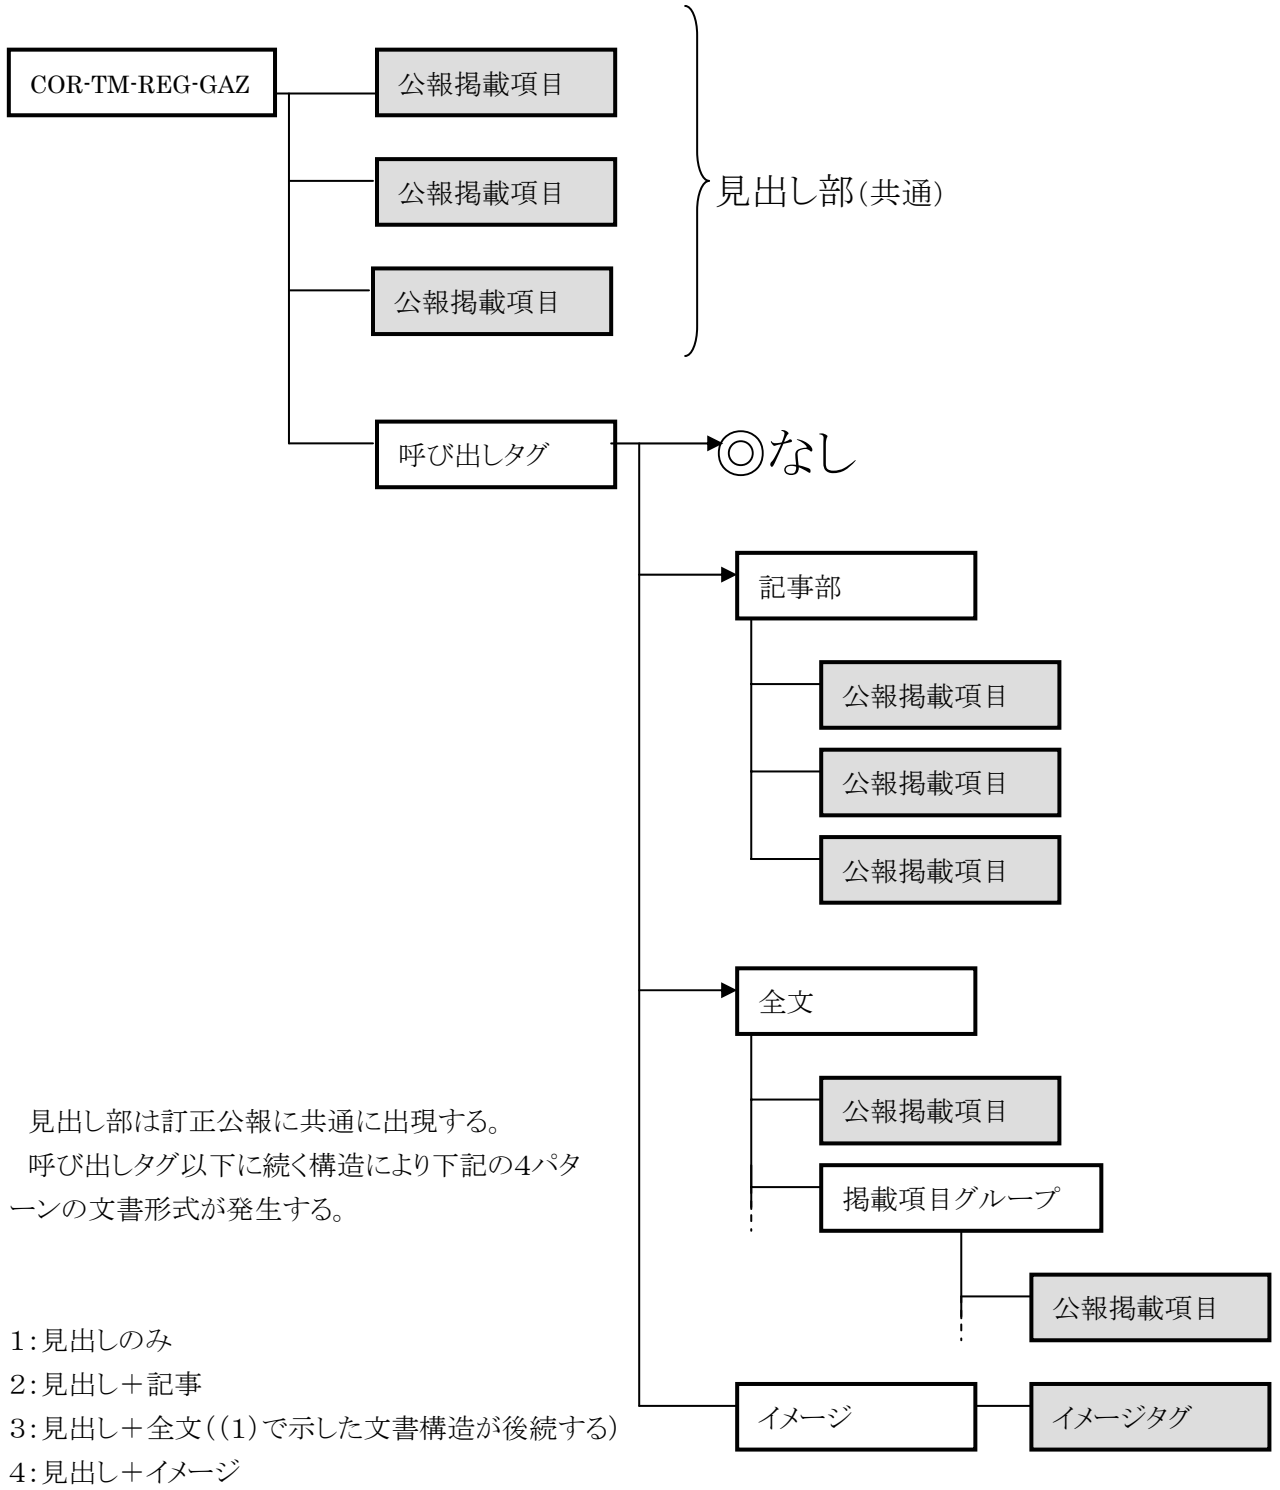 COR-TM-REG-GAZ
公報掲載項目
公報掲載項目
公報掲載項目
見出し部(共通)
呼び出しタグ
◎なし
記事部
公報掲載項目
公報掲載項目
公報掲載項目
全文
公報掲載項目
掲載項目グループ
公報掲載項目
イメージ
イメージタグ
見出し部は訂正公報に共通に出現する。
呼び出しタグ以下に続く構造により下記の4パタ
ーンの文書形式が発生する。
1:見出しのみ
2:見出し+記事
3:見出し+全文((1)で示した文書構造が後続する)
4:見出し+イメージ